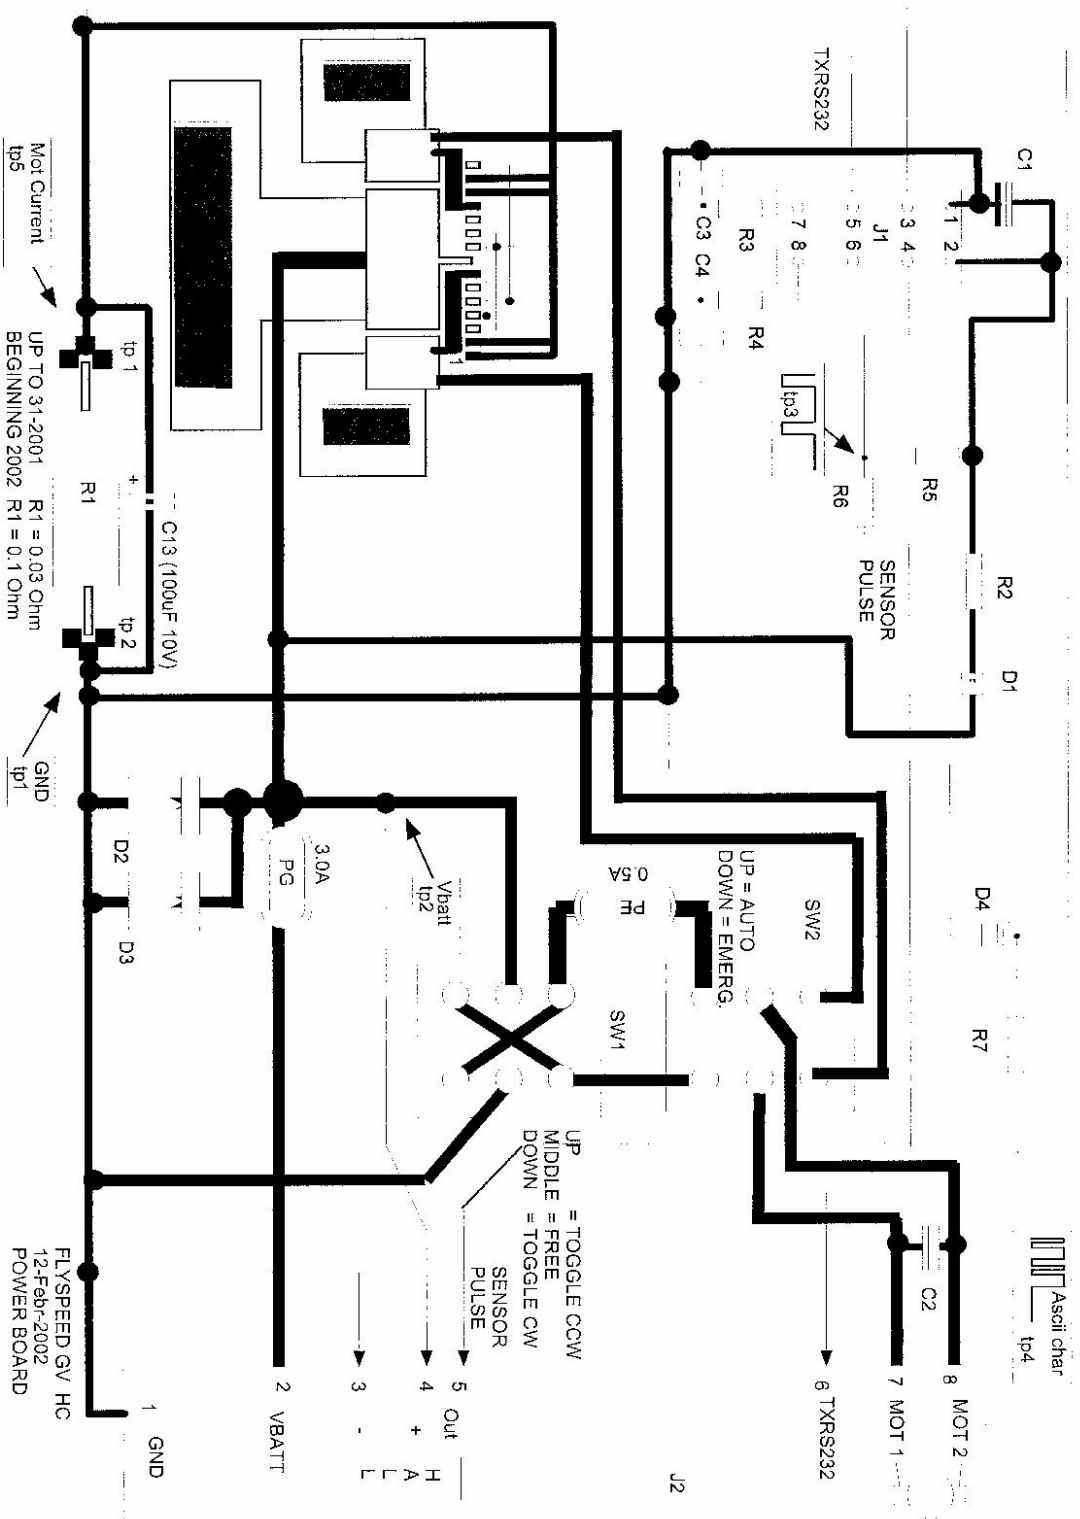 Ascii char
tp4
C1
1 2
3 4
J1
5 6
7 8
TXRS232
R3
C3 C4
R4
R5
R6
tp3
SENSOR
PULSE
R2
D1
D4
R7
SW2
UP = AUTO
DOWN = EMERG.
0.5A
PE
SW1
UP = TOGGLE CCW
MIDDLE = FREE
DOWN = TOGGLE CW
SENSOR
PULSE
C2
8 MOT 2
7 MOT 1
6 TXRS232
J2
5 Out
4 +
3 -
H
A
L
L
2 VBATT
1 GND
1
3.0A
PG
Vbatt
tp2
D2
D3
Mot Current
tp5
tp 1
+
C13 (100uF 10V)
R1
tp 2
GND
tp1
UP TO 31-2001 R1 = 0.03 Ohm
BEGINNING 2002 R1 = 0.1 Ohm
FLYSPEED GV HC
12-Febr-2002
POWER BOARD